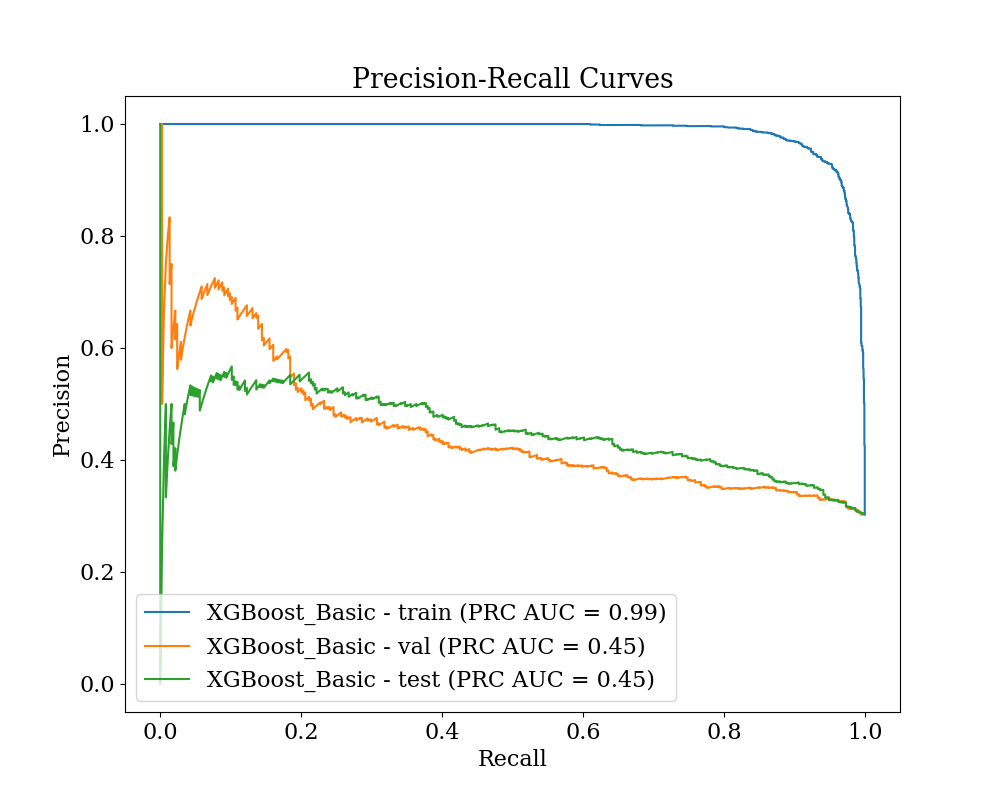 Precision-Recall Curves
1.0
0.8
0.6
0.4
0.2
0.0
Precision
XGBoost_Basic - train (PRC AUC = 0.99)
XGBoost_Basic - val (PRC AUC = 0.45)
XGBoost_Basic - test (PRC AUC = 0.45)
0.0 0.2 0.4 0.6 0.8 1.0
Recall